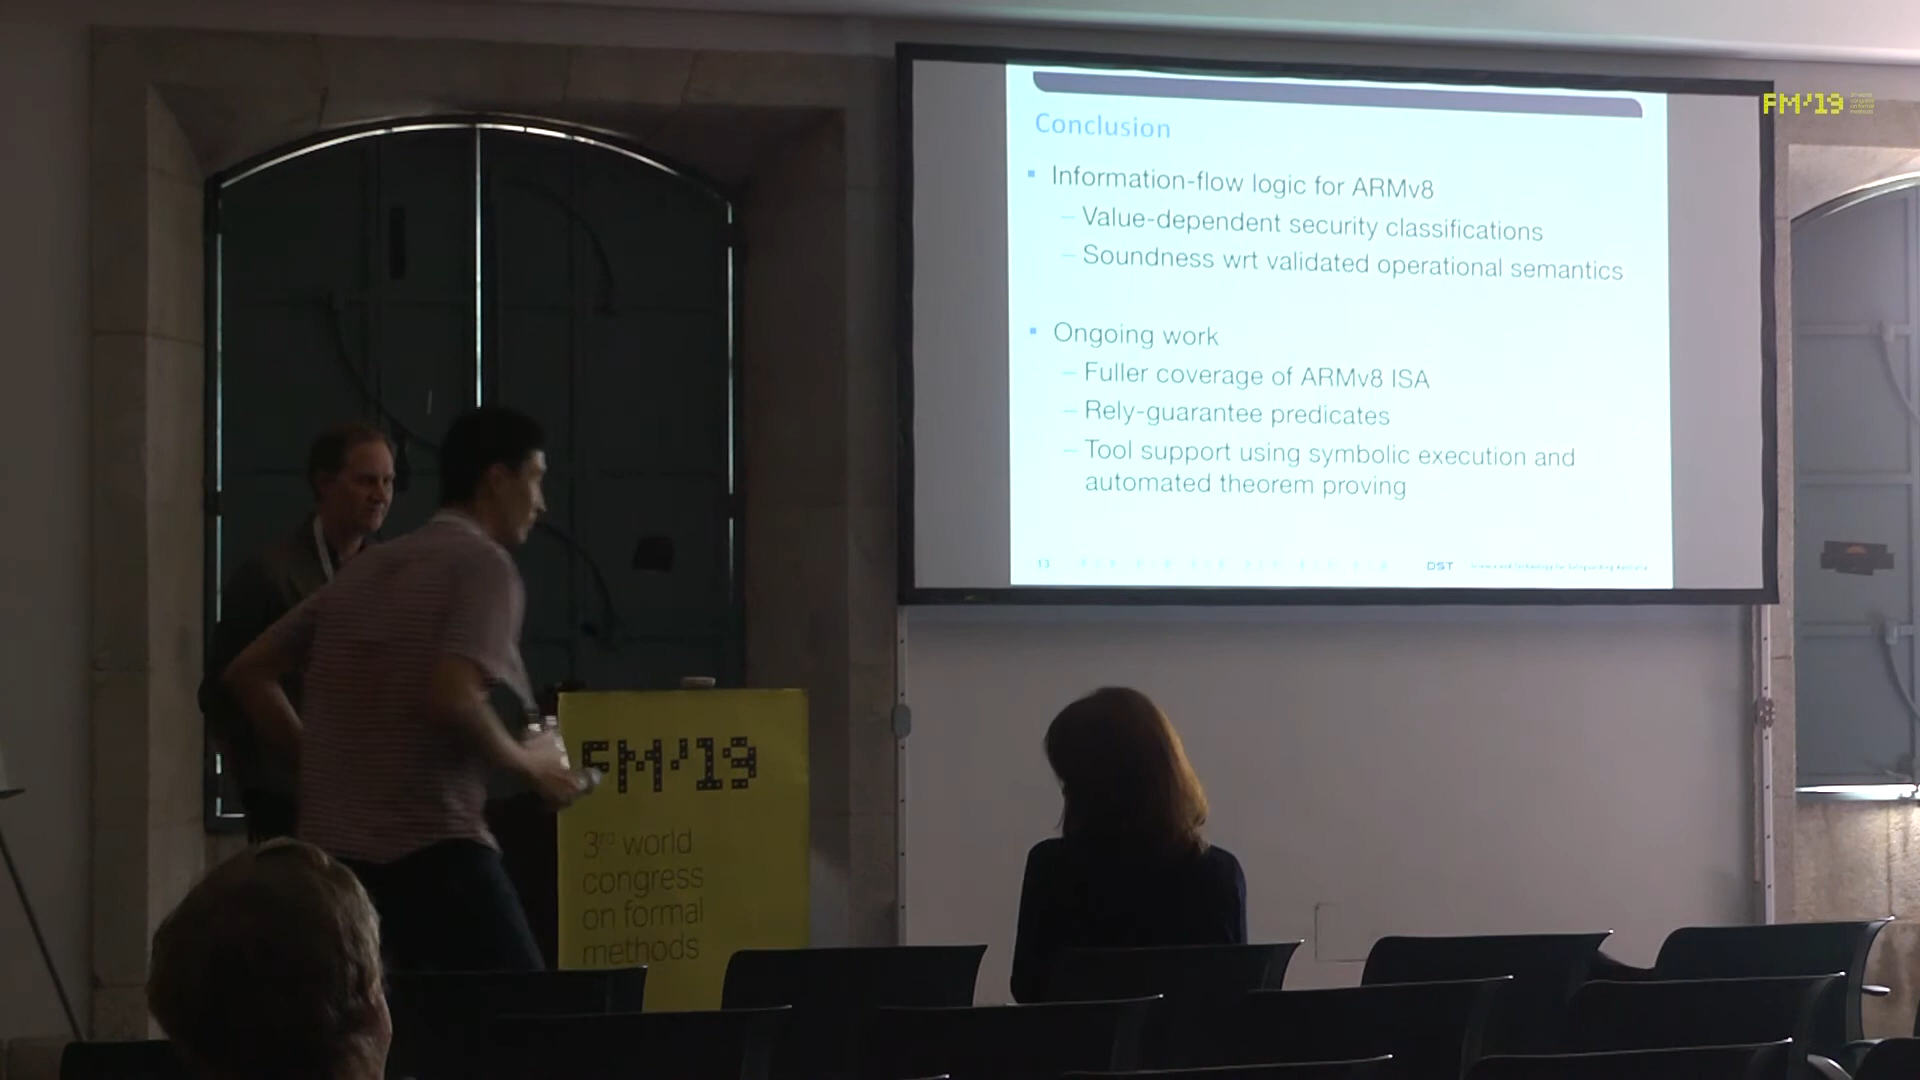 Conclusion
Information-flow logic for ARMv8
– Value-dependent security classifications
– Soundness wrt validated operational semantics
Ongoing work
– Fuller coverage of ARMv8 ISA
– Rely-guarantee predicates
– Tool support using symbolic execution and
automated theorem proving
13
DST
FM'19
FM'19
3rd world
congress
on formal
methods